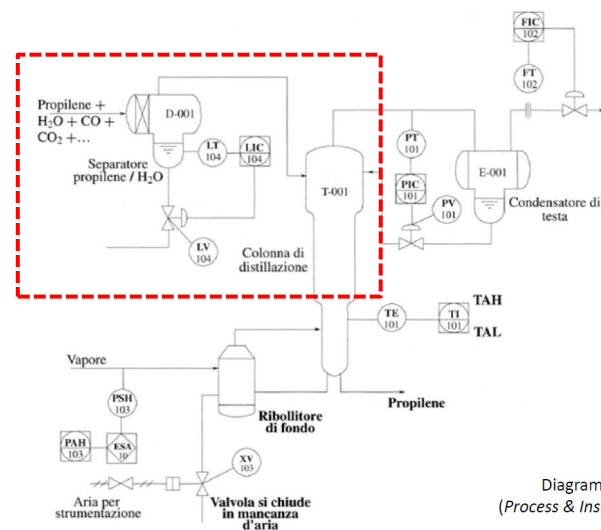 FIC
102
FT
102
Propilene +
H₂O + CO +
CO₂ +...
D-001
LT
104
LIC
104
Separatore
propilene / H₂O
LV
104
T-001
Colonna di
distillazione
PT
101
PIC
101
PV
101
E-001
Condensatore di
testa
TE
101
TI
101
TAH
TAL
Vapore
PSH
103
PAH
103
ESA
10
Ribollitore
di fondo
Propilene
XV
103
Aria per
strumentazione
Valvola si chiude
in mancanza
d'aria
Diagram
(Process & Ins